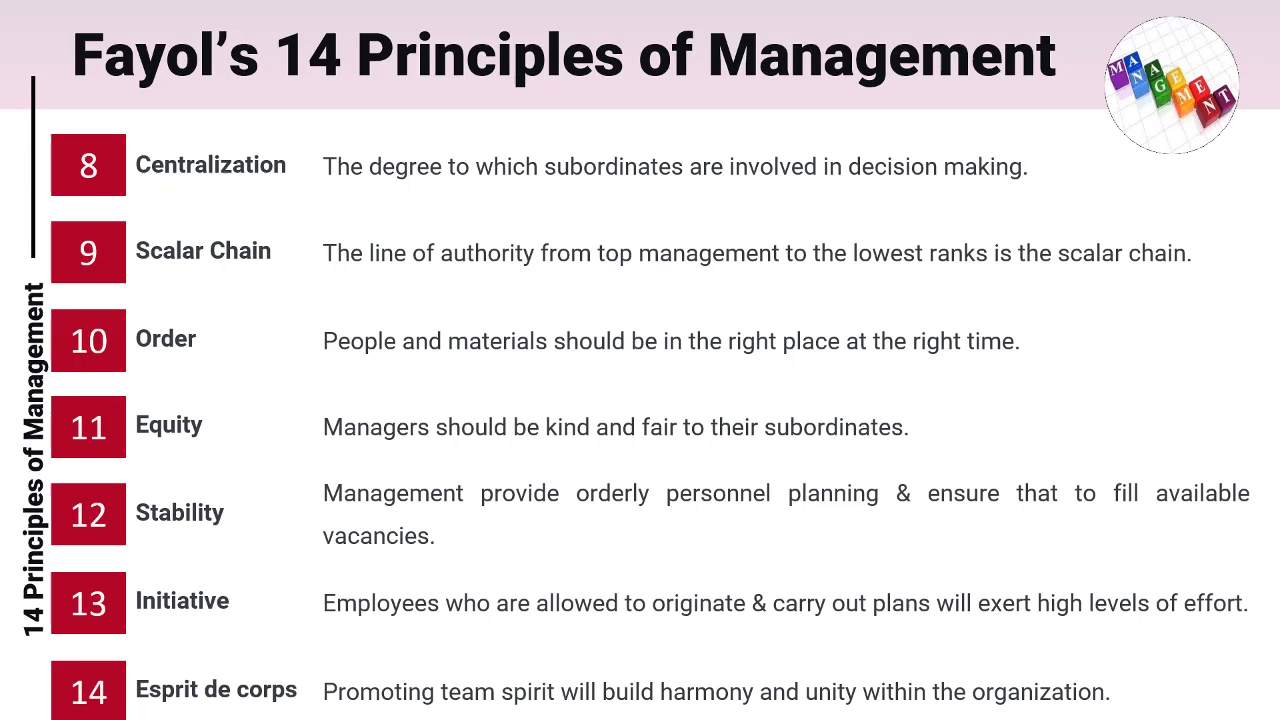 Fayol's 14 Principles of Management
MANAGEMENT
14 Principles of Management
8 Centralization The degree to which subordinates are involved in decision making.
9 Scalar Chain The line of authority from top management to the lowest ranks is the scalar chain.
10 Order People and materials should be in the right place at the right time.
11 Equity Managers should be kind and fair to their subordinates.
12 Stability Management provide orderly personnel planning & ensure that to fill available
vacancies.
13 Initiative Employees who are allowed to originate & carry out plans will exert high levels of effort.
14 Esprit de corps Promoting team spirit will build harmony and unity within the organization.